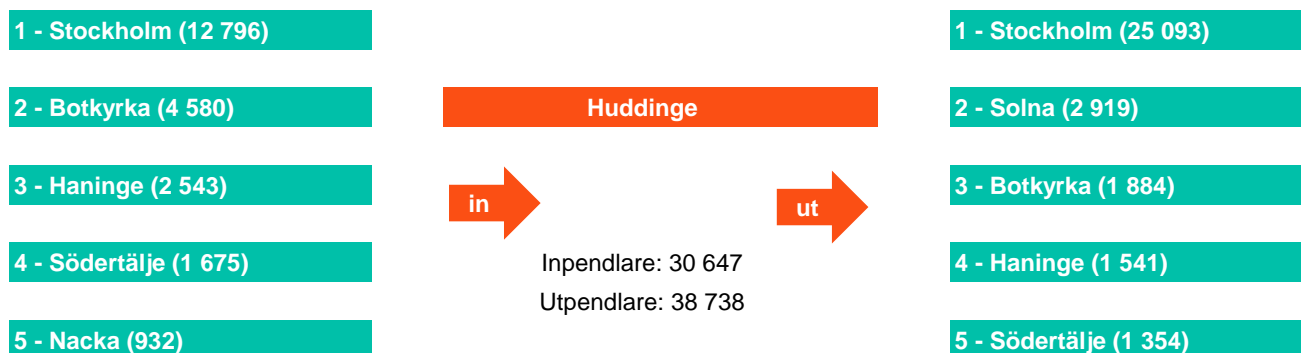 1 - Stockholm (12 796)
2 - Botkyrka (4 580)
3 - Haninge (2 543)
4 - Södertälje (1 675)
5 - Nacka (932)
Huddinge
in
ut
Inpendlare: 30 647
Utpendlare: 38 738
1 - Stockholm (25 093)
2 - Solna (2 919)
3 - Botkyrka (1 884)
4 - Haninge (1 541)
5 - Södertälje (1 354)